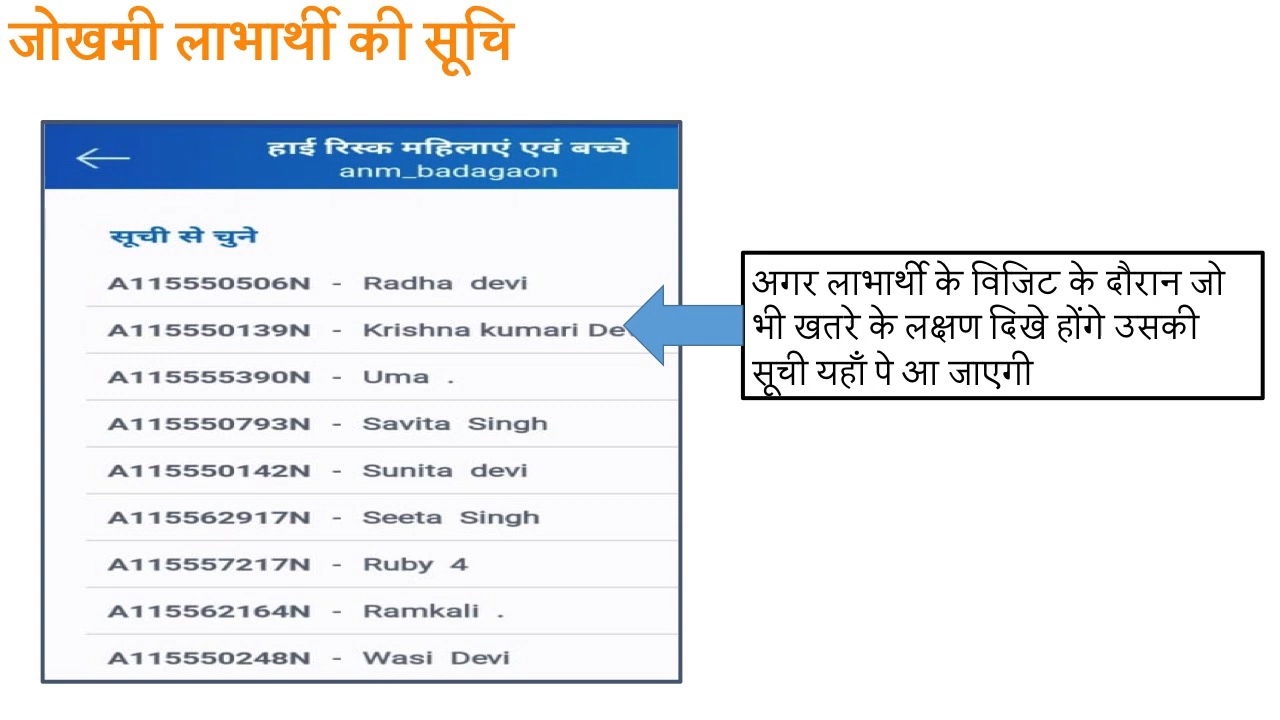 जोखमी लाभार्थी की सूचि
हाई रिस्क महिलाएं एवं बच्चे
anm_badagaon
सूची से चुने
A115550506N - Radha devi
A115550139N - Krishna kumari De
A115555390N - Uma .
A115550793N - Savita Singh
A115550142N - Sunita devi
A115562917N - Seeta Singh
A115557217N - Ruby 4
A115562164N - Ramkali .
A115550248N - Wasi Devi
अगर लाभार्थी के विजिट के दौरान जो
भी खतरे के लक्षण दिखे होंगे उसकी
सूची यहाँ पे आ जाएगी